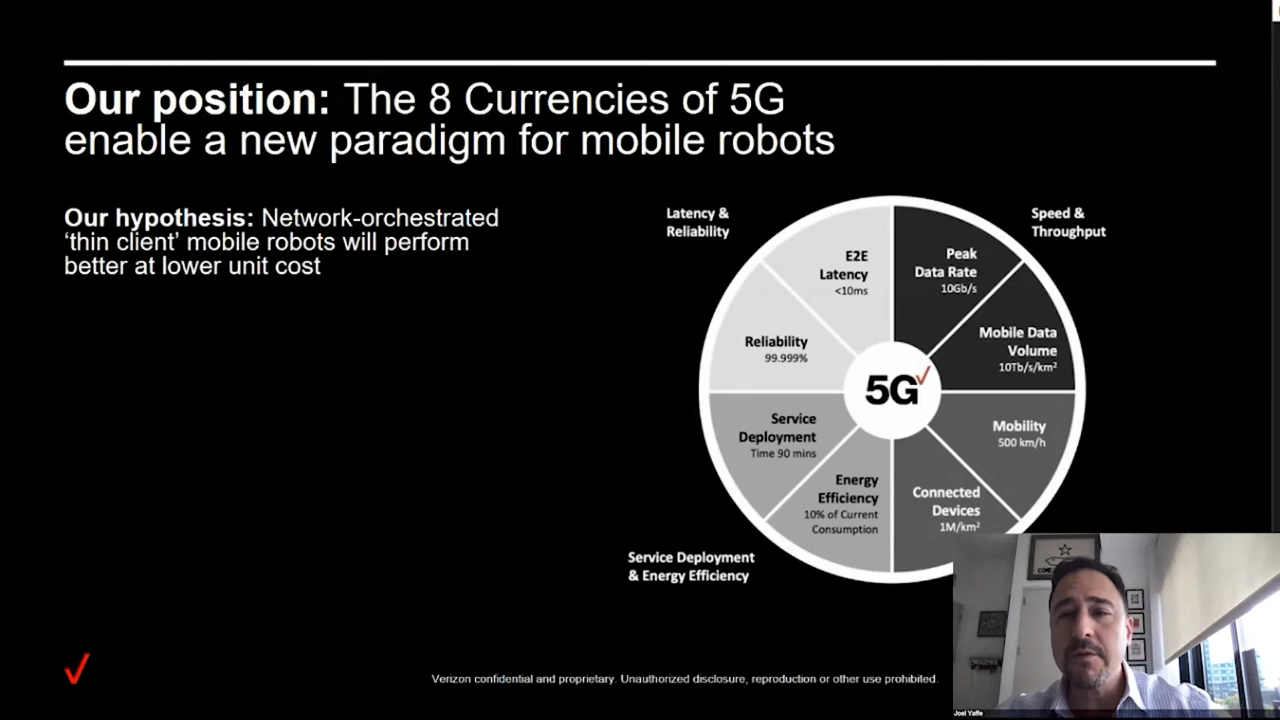 Our position: The 8 Currencies of 5G
enable a new paradigm for mobile robots
Our hypothesis: Network-orchestrated
‘thin client’ mobile robots will perform
better at lower unit cost
Latency &
Reliability
Speed &
Throughput
E2E
Latency
<10ms
Peak
Data Rate
10Gb/s
Reliability
99.999%
Mobile Data
Volume
10Tb/s/km²
5G
Service
Deployment
Time 90 mins
Mobility
500 km/h
Energy
Efficiency
10% of Current
Consumption
Connected
Devices
1M/km²
Service Deployment
& Energy Efficiency
Verizon confidential and proprietary. Unauthorized disclosure, reproduction or other use prohibited.
Joel Yaffe